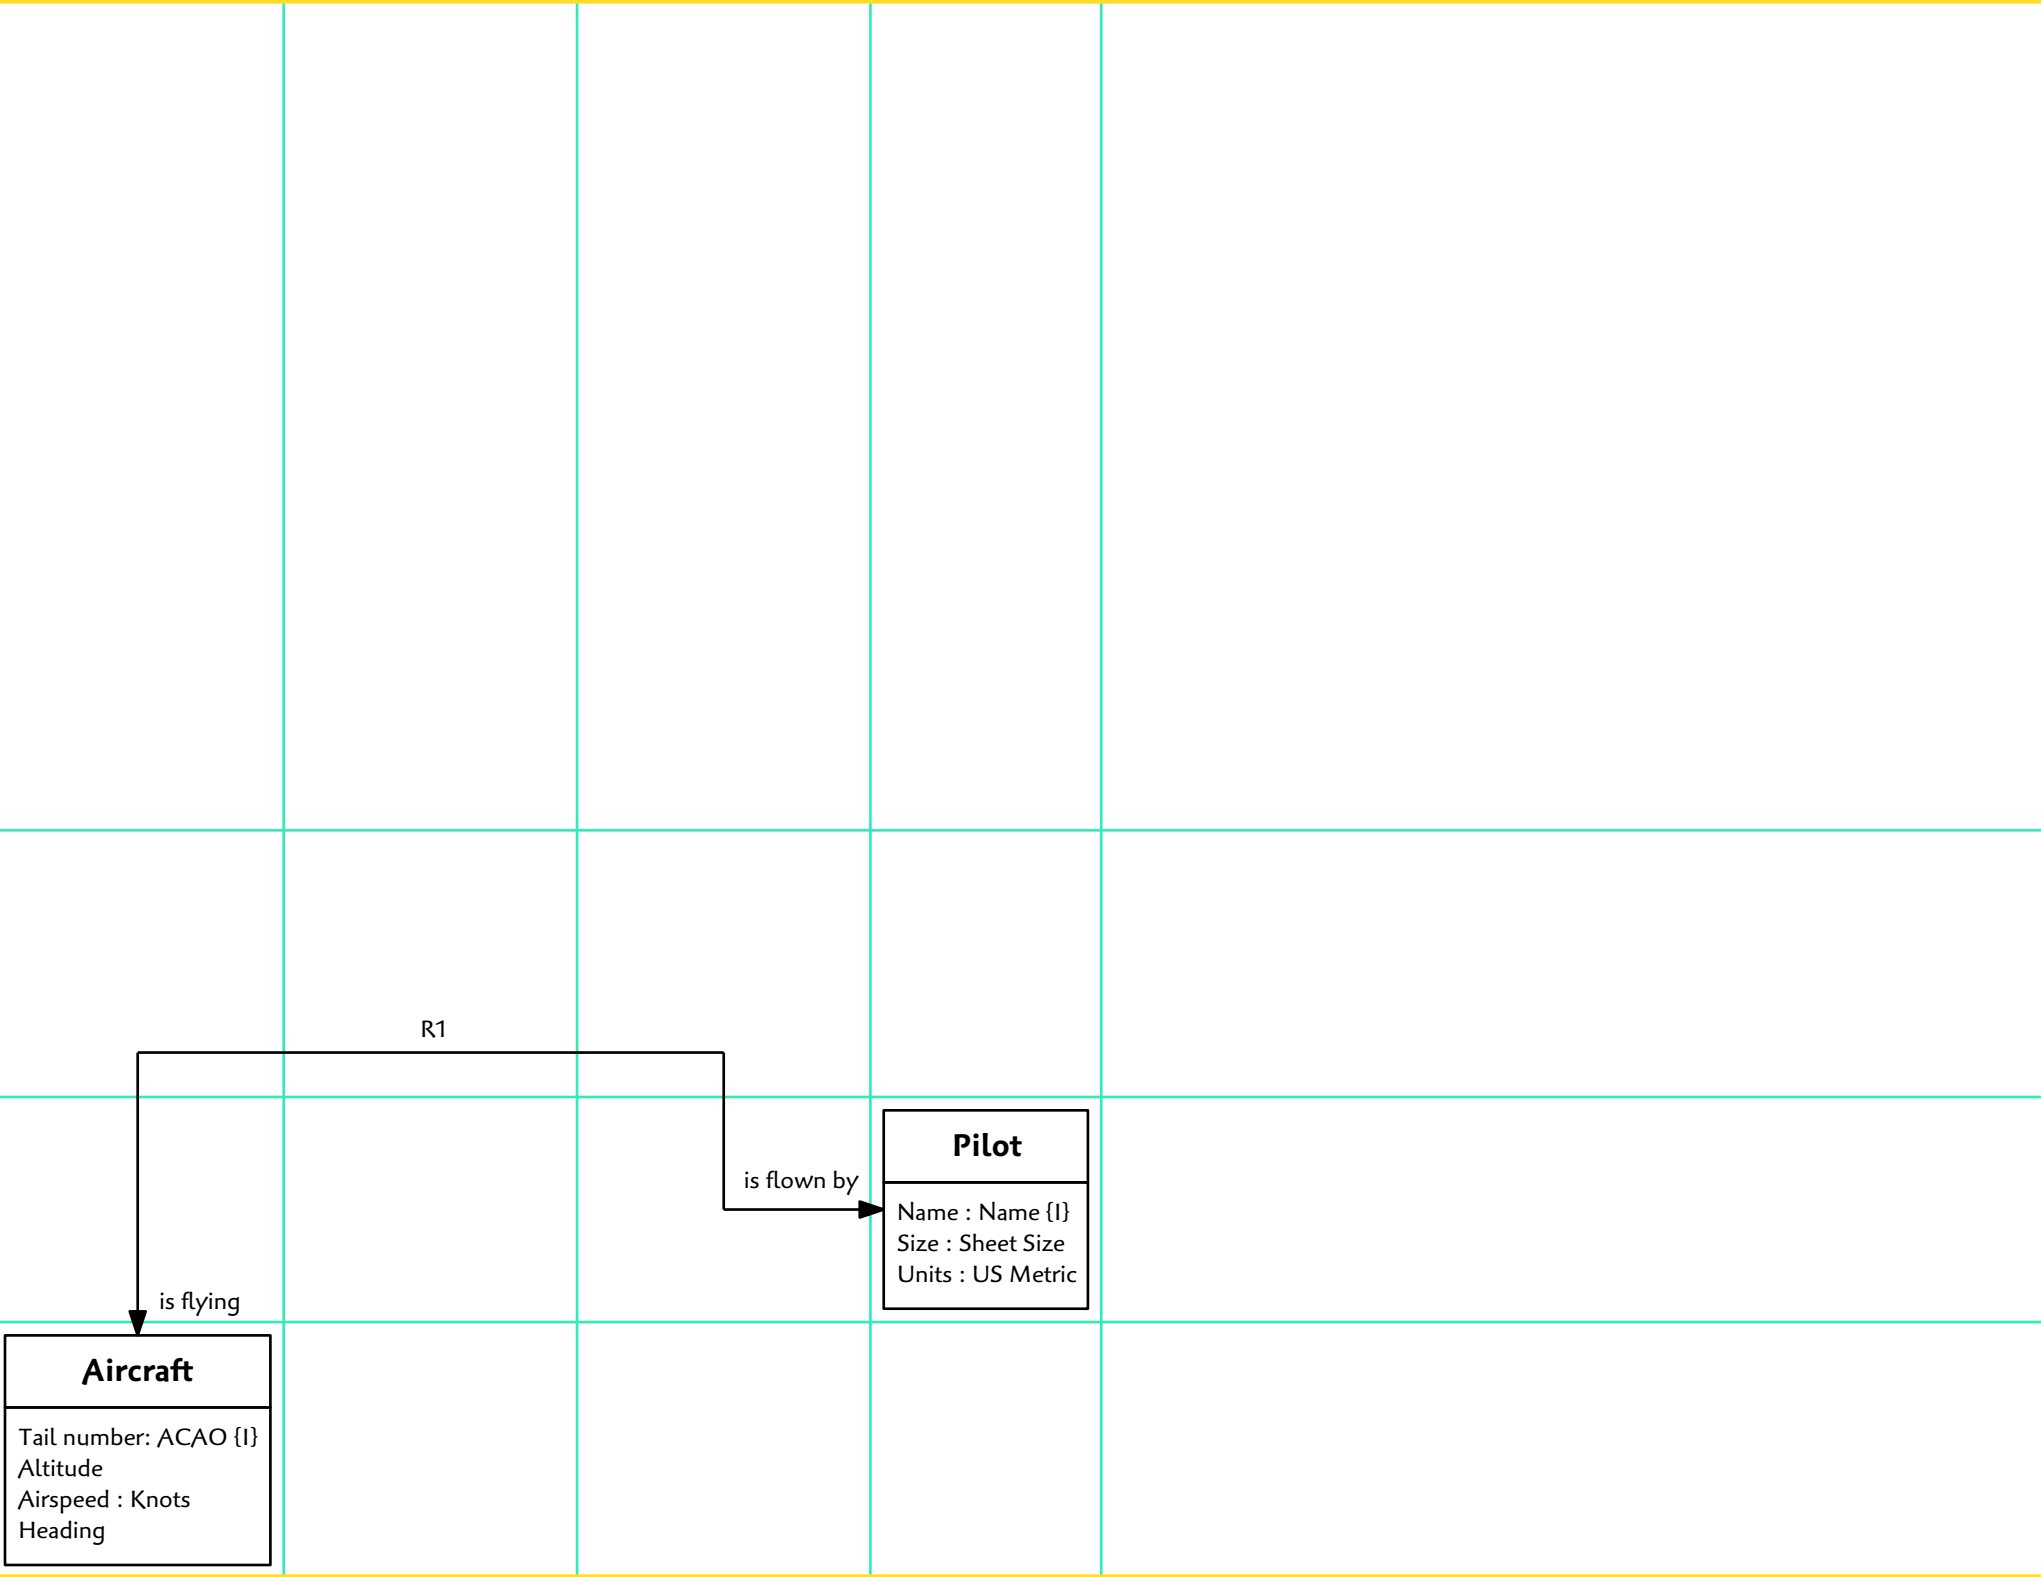 R1
Pilot
is flown by
Name : Name {I}
Size : Sheet Size
Units : US Metric
is flying
Aircraft
Tail number: ACAO {I}
Altitude
Airspeed : Knots
Heading